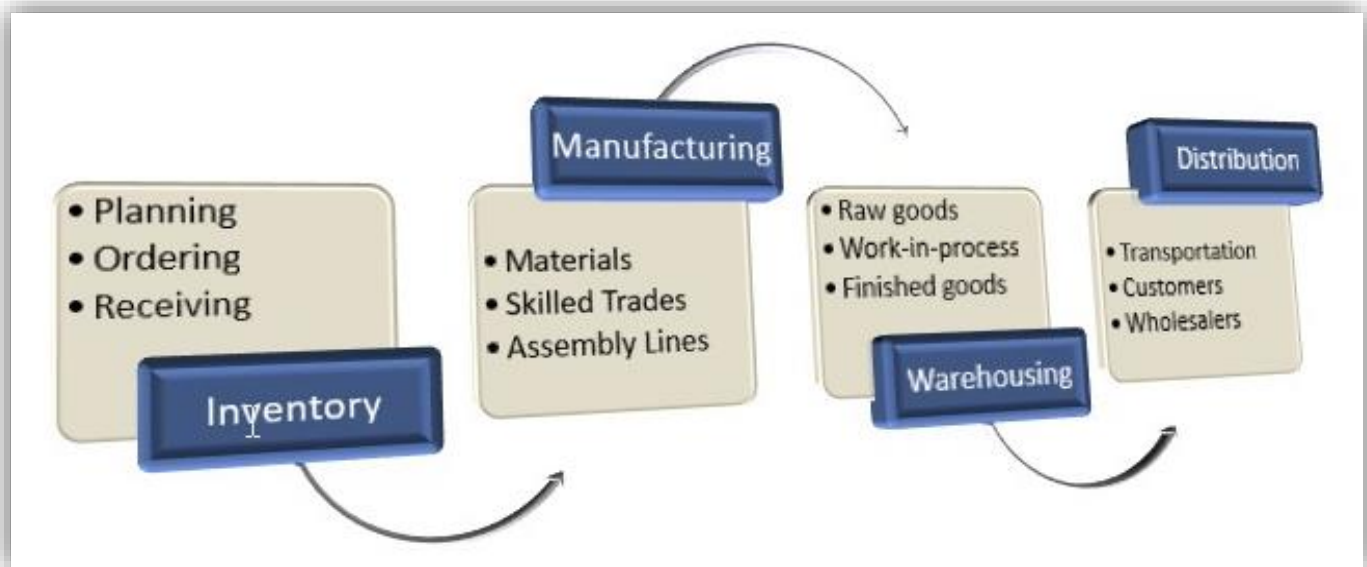 • Planning
• Ordering
• Receiving
Inventory
Manufacturing
• Materials
• Skilled Trades
• Assembly Lines
• Raw goods
• Work-in-process
• Finished goods
Warehousing
Distribution
• Transportation
• Customers
• Wholesalers